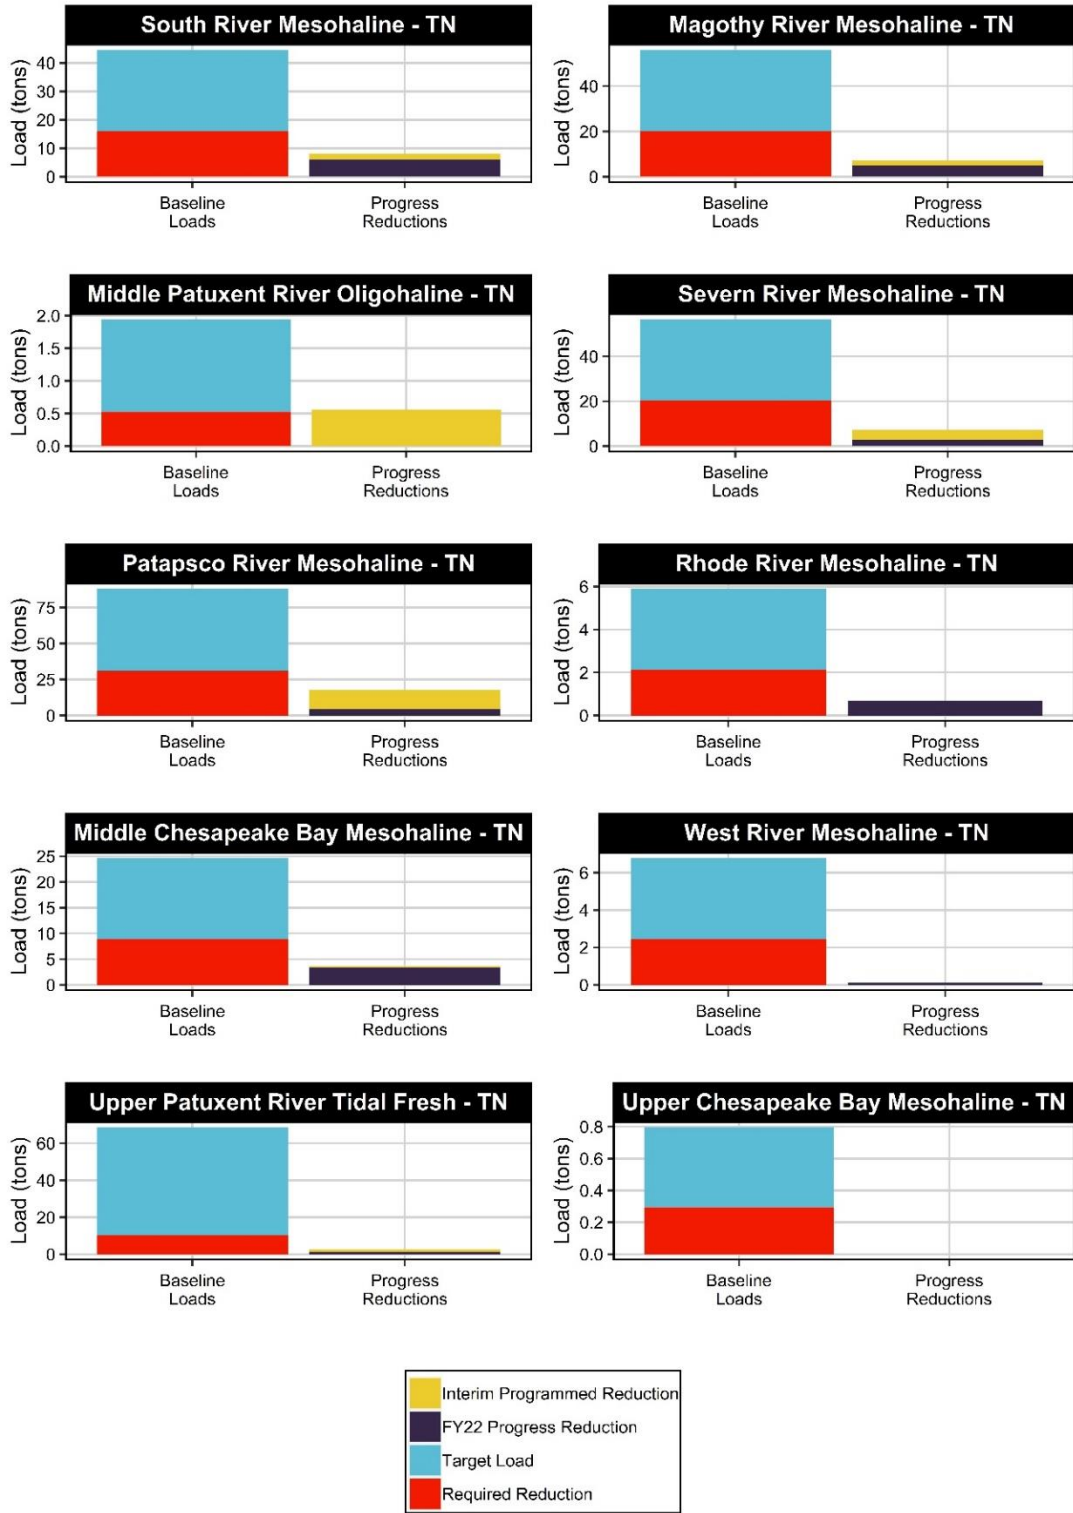 South River Mesohaline - TN
Load (tons)
40
30
20
10
0
Baseline
Loads
Progress
Reductions
Magothy River Mesohaline - TN
Load (tons)
40
20
0
Baseline
Loads
Progress
Reductions
Middle Patuxent River Oligohaline - TN
Load (tons)
2.0
1.5
1.0
0.5
0.0
Baseline
Loads
Progress
Reductions
Severn River Mesohaline - TN
Load (tons)
40
20
0
Baseline
Loads
Progress
Reductions
Patapsco River Mesohaline - TN
Load (tons)
75
50
25
0
Baseline
Loads
Progress
Reductions
Rhode River Mesohaline - TN
Load (tons)
6
4
2
0
Baseline
Loads
Progress
Reductions
Middle Chesapeake Bay Mesohaline - TN
Load (tons)
25
20
15
10
5
0
Baseline
Loads
Progress
Reductions
West River Mesohaline - TN
Load (tons)
6
4
2
0
Baseline
Loads
Progress
Reductions
Upper Patuxent River Tidal Fresh - TN
Load (tons)
60
40
20
0
Baseline
Loads
Progress
Reductions
Upper Chesapeake Bay Mesohaline - TN
Load (tons)
0.8
0.6
0.4
0.2
0.0
Baseline
Loads
Progress
Reductions
Interim Programmed Reduction
FY22 Progress Reduction
Target Load
Required Reduction